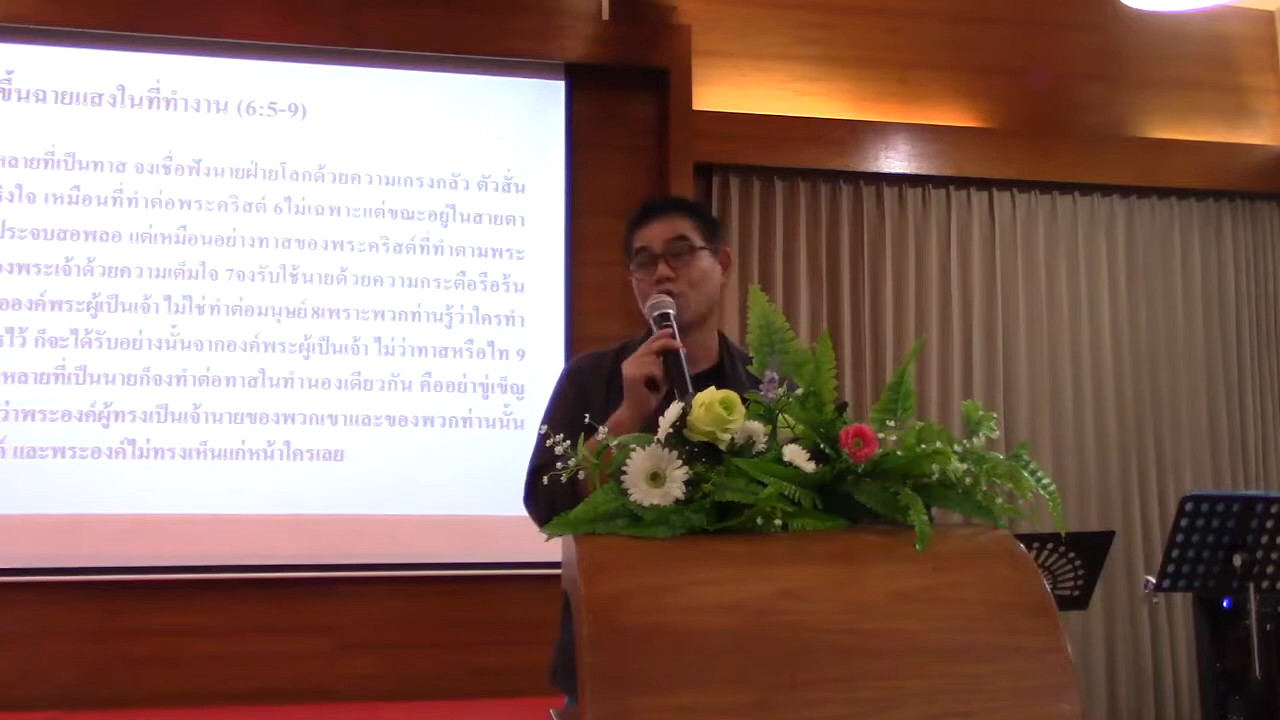 ขึ้นฉายแสงในที่ทำงาน (6:5-9)
หลายที่เป็นทาส จงเชื่อฟังนายฝ่ายโลกด้วยความเกรงกลัว ตัวสั่น
ริงใจ เหมือนที่ทำต่อพระคริสต์ 6ไม่เฉพาะแต่ขณะอยู่ในสายตา
ประจบสอพลอ แต่เหมือนอย่างทาสของพระคริสต์ที่ทำตามพระ
องพระเจ้าด้วยความเต็มใจ 7จงรับใช้นายด้วยความกระตือรือร้น
อองค์พระผู้เป็นเจ้า ไม่ใช่ทำต่อมนุษย์ 8เพราะพวกท่านรู้ว่าใครทำ
รไว้ ก็จะได้รับอย่างนั้นจากองค์พระผู้เป็นเจ้า ไม่ว่าทาสหรือไท 9
หลายที่เป็นนายก็จงทำต่อทาสในทำนองเดียวกัน คืออย่าขู่เข็ญ
ว่าพระองค์ผู้ทรงเป็นเจ้านายของพวกเขาและของพวกท่านนั้น
์ และพระองค์ไม่ทรงเห็นแก่หน้าใครเลย